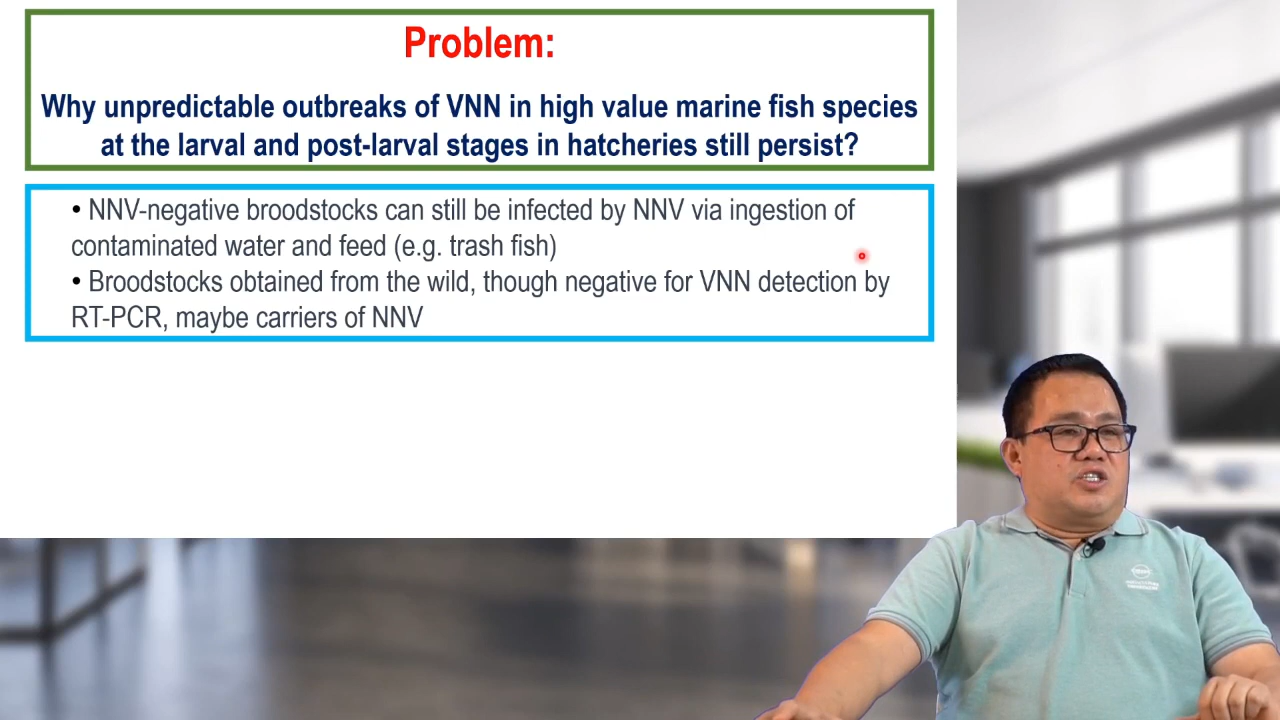 Problem:
Why unpredictable outbreaks of VNN in high value marine fish species
at the larval and post-larval stages in hatcheries still persist?
• NNV-negative broodstocks can still be infected by NNV via ingestion of
contaminated water and feed (e.g. trash fish)
• Broodstocks obtained from the wild, though negative for VNN detection by
RT-PCR, maybe carriers of NNV